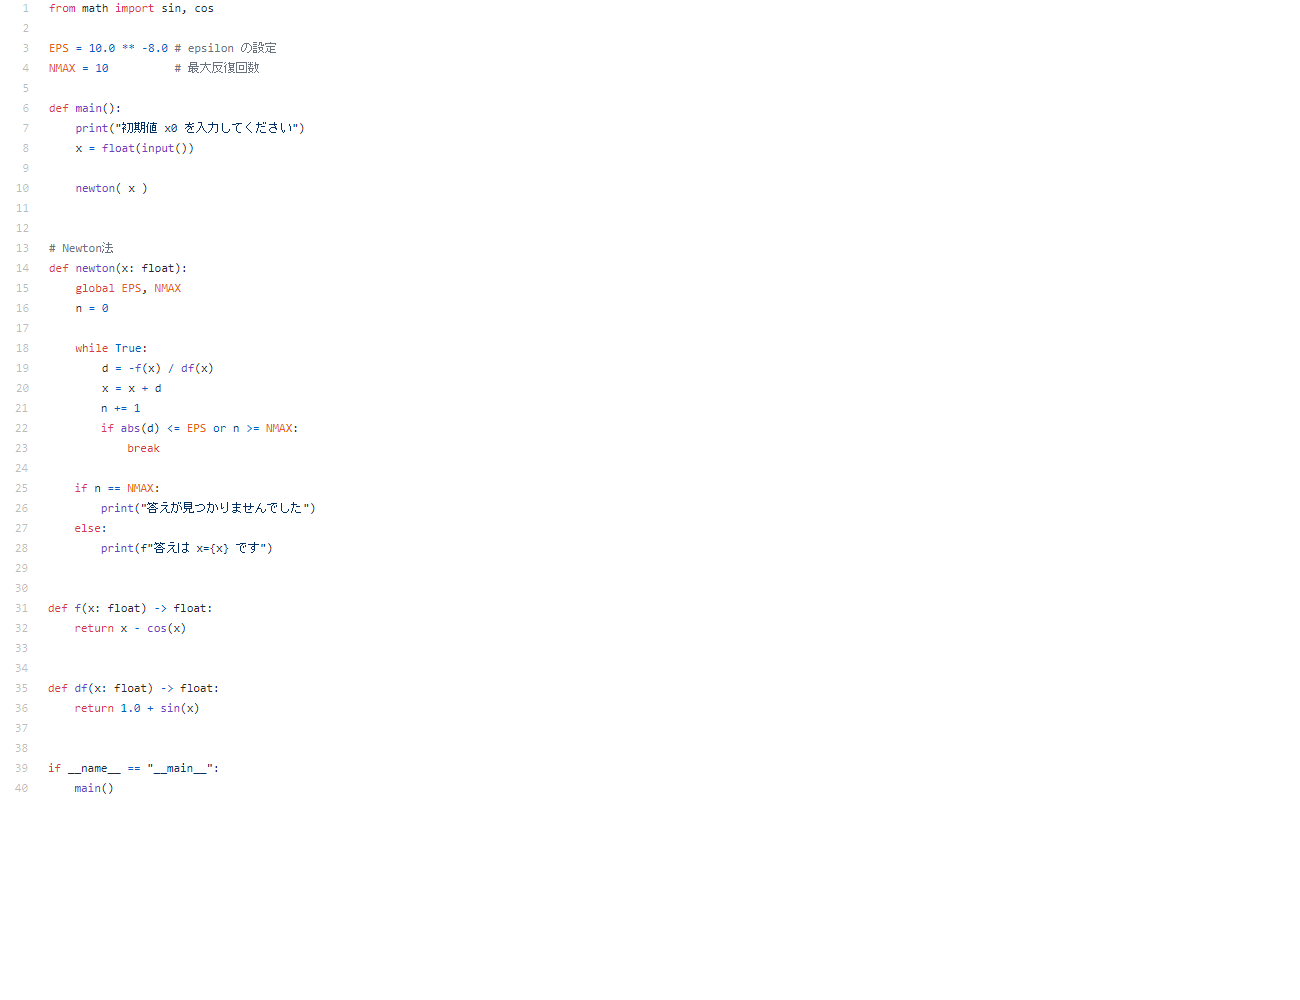 1 from math import sin, cos
2
3 EPS = 10.0 ** -8.0 # epsilon の設定
4 NMAX = 10          # 最大反復回数
5
6 def main():
7     print("初期値 x0 を入力してください")
8     x = float(input())
9
10     newton( x )
11
12
13 # Newton法
14 def newton(x: float):
15     global EPS, NMAX
16     n = 0
17
18     while True:
19         d = -f(x) / df(x)
20         x = x + d
21         n += 1
22         if abs(d) <= EPS or n >= NMAX:
23             break
24
25     if n == NMAX:
26         print("答えが見つかりませんでした")
27     else:
28         print(f"答えは x={x} です")
29
30
31 def f(x: float) -> float:
32     return x - cos(x)
33
34
35 def df(x: float) -> float:
36     return 1.0 + sin(x)
37
38
39 if __name__ == "__main__":
40     main()